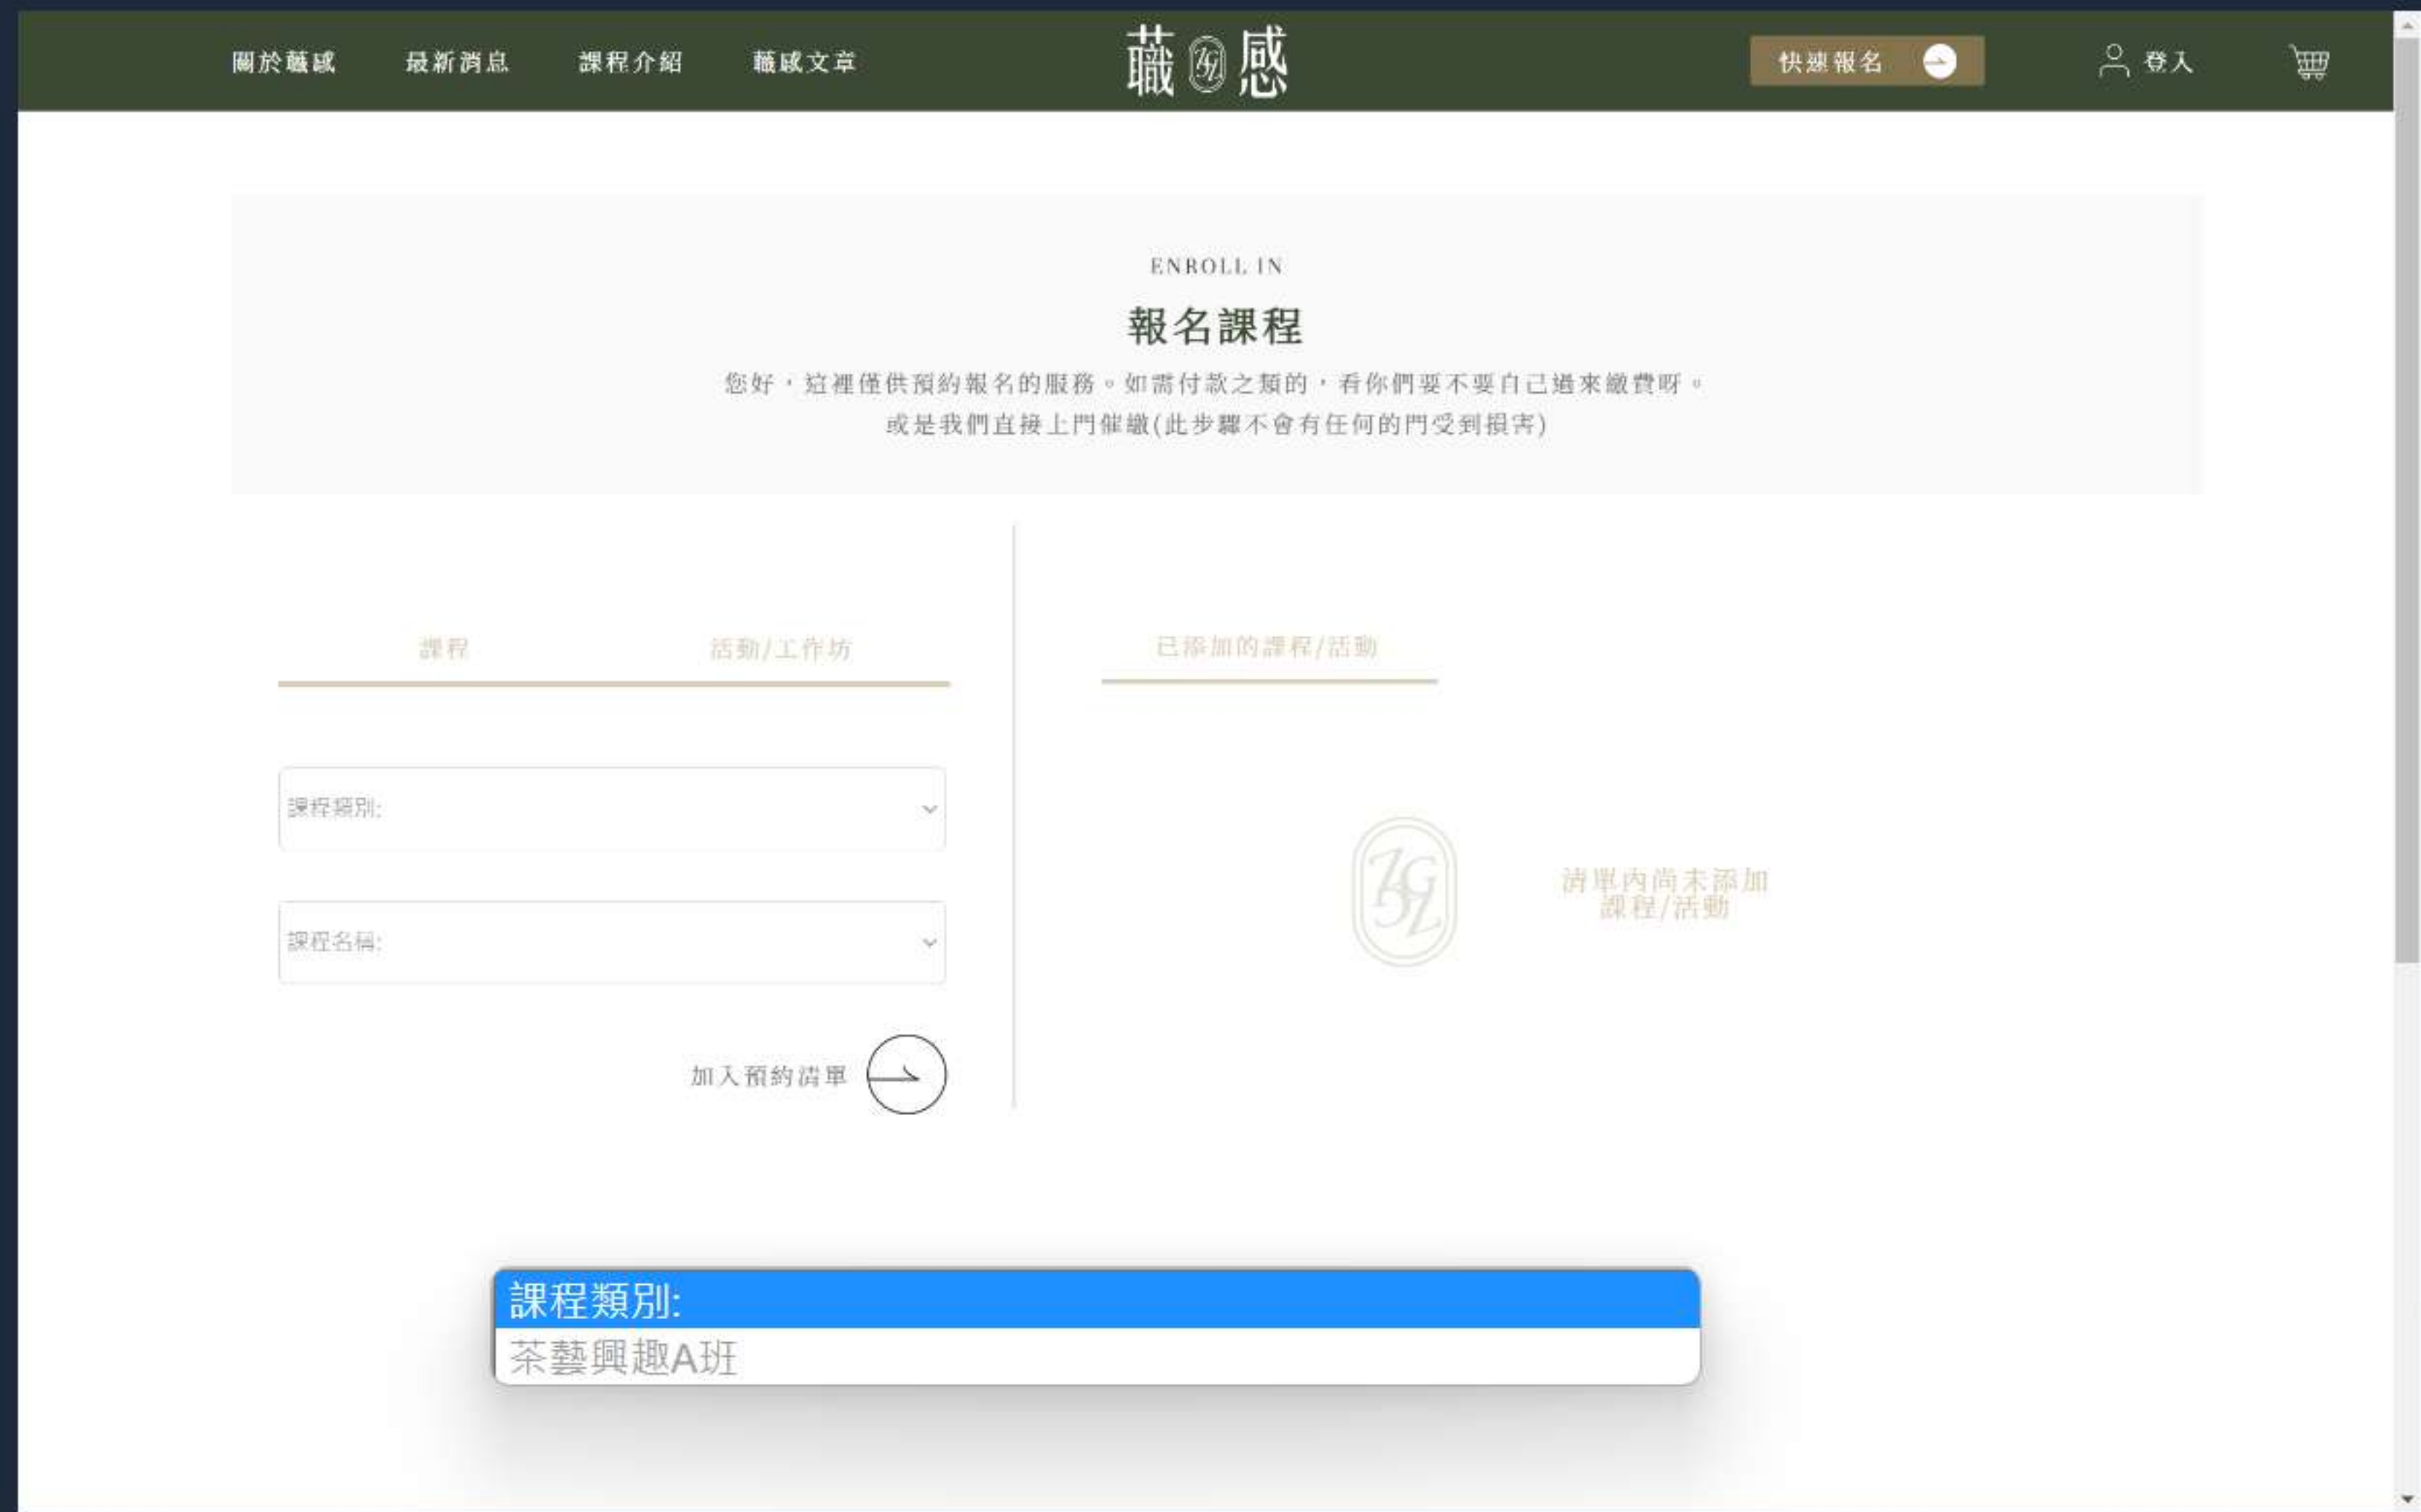 關於蘵感
最新消息
課程介紹
蘵感文章
蘵感
快速報名
登入
ENROLL IN
報名課程
您好，這裡僅供預約報名的服務。如需付款之類的，看你們要不要自己過來繳費呀。
或是我們直接上門催繳(此步驟不會有任何的門受到損害)
課程
活動/工作坊
已添加的課程/活動
課程類別:
課程名稱:
清單內尚未添加
課程/活動
加入預約清單
課程類別:
茶藝興趣A班